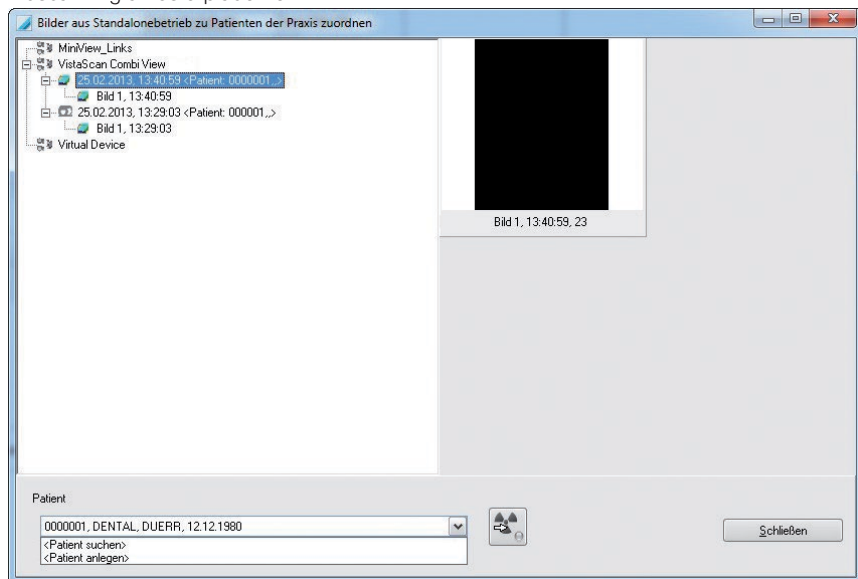 Bilder aus Standalonebetrieb zu Patienten der Praxis zuordnen
MiniView_Links
VistaScan Combi View
25.02.2013, 13:40:59 <Patient: 0000001,,>
Bild 1, 13:40:59
25.02.2013, 13:29:03 <Patient: 000001,,>
Bild 1, 13:29:03
Virtual Device
Bild 1, 13:40:59, 23
Patient
0000001, DENTAL, DUERR, 12.12.1980
<Patient suchen>
<Patient anlegen>
Schließen